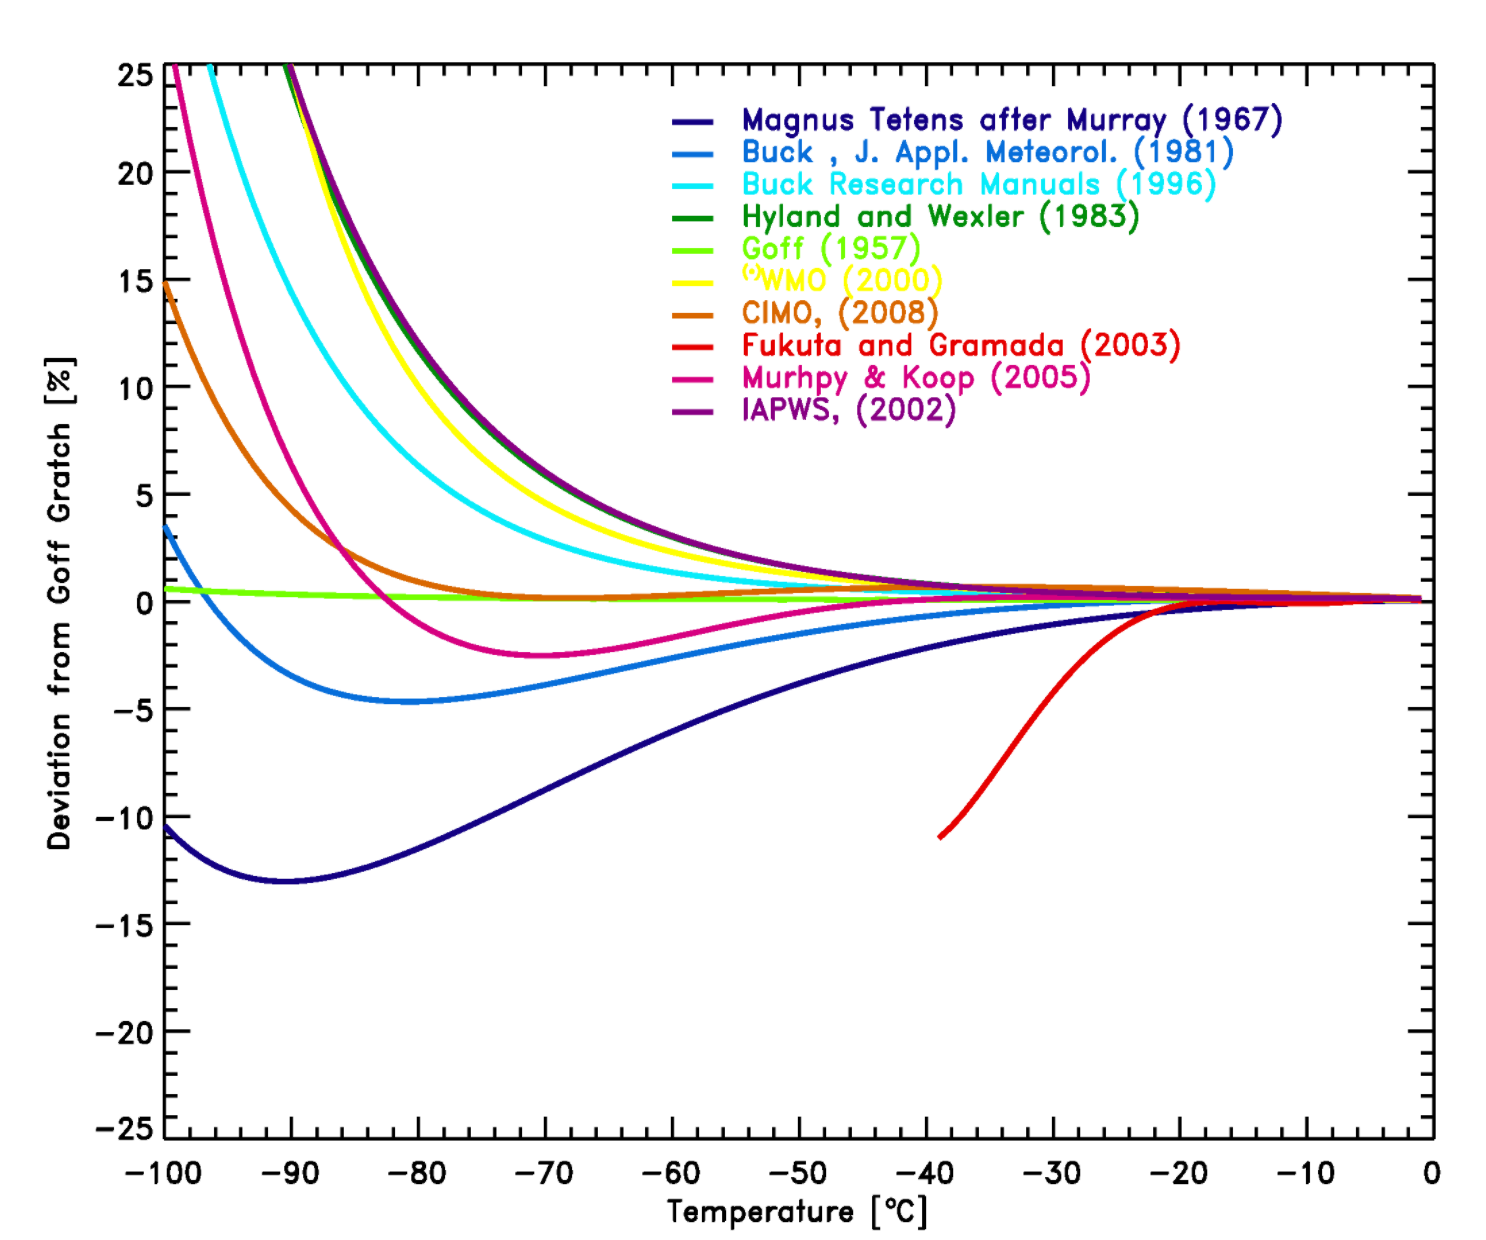 25
20
15
10
5
0
−5
−10
−15
−20
−25
Deviation from Goff Gratch [%]
Magnus Tetens after Murray (1967)
Buck , J. Appl. Meteorol. (1981)
Buck Research Manuals (1996)
Hyland and Wexler (1983)
Goff (1957)
(•)WMO (2000)
CIMO, (2008)
Fukuta and Gramada (2003)
Murhpy & Koop (2005)
IAPWS, (2002)
−100 −90 −80 −70 −60 −50 −40 −30 −20 −10 0
Temperature [°C]